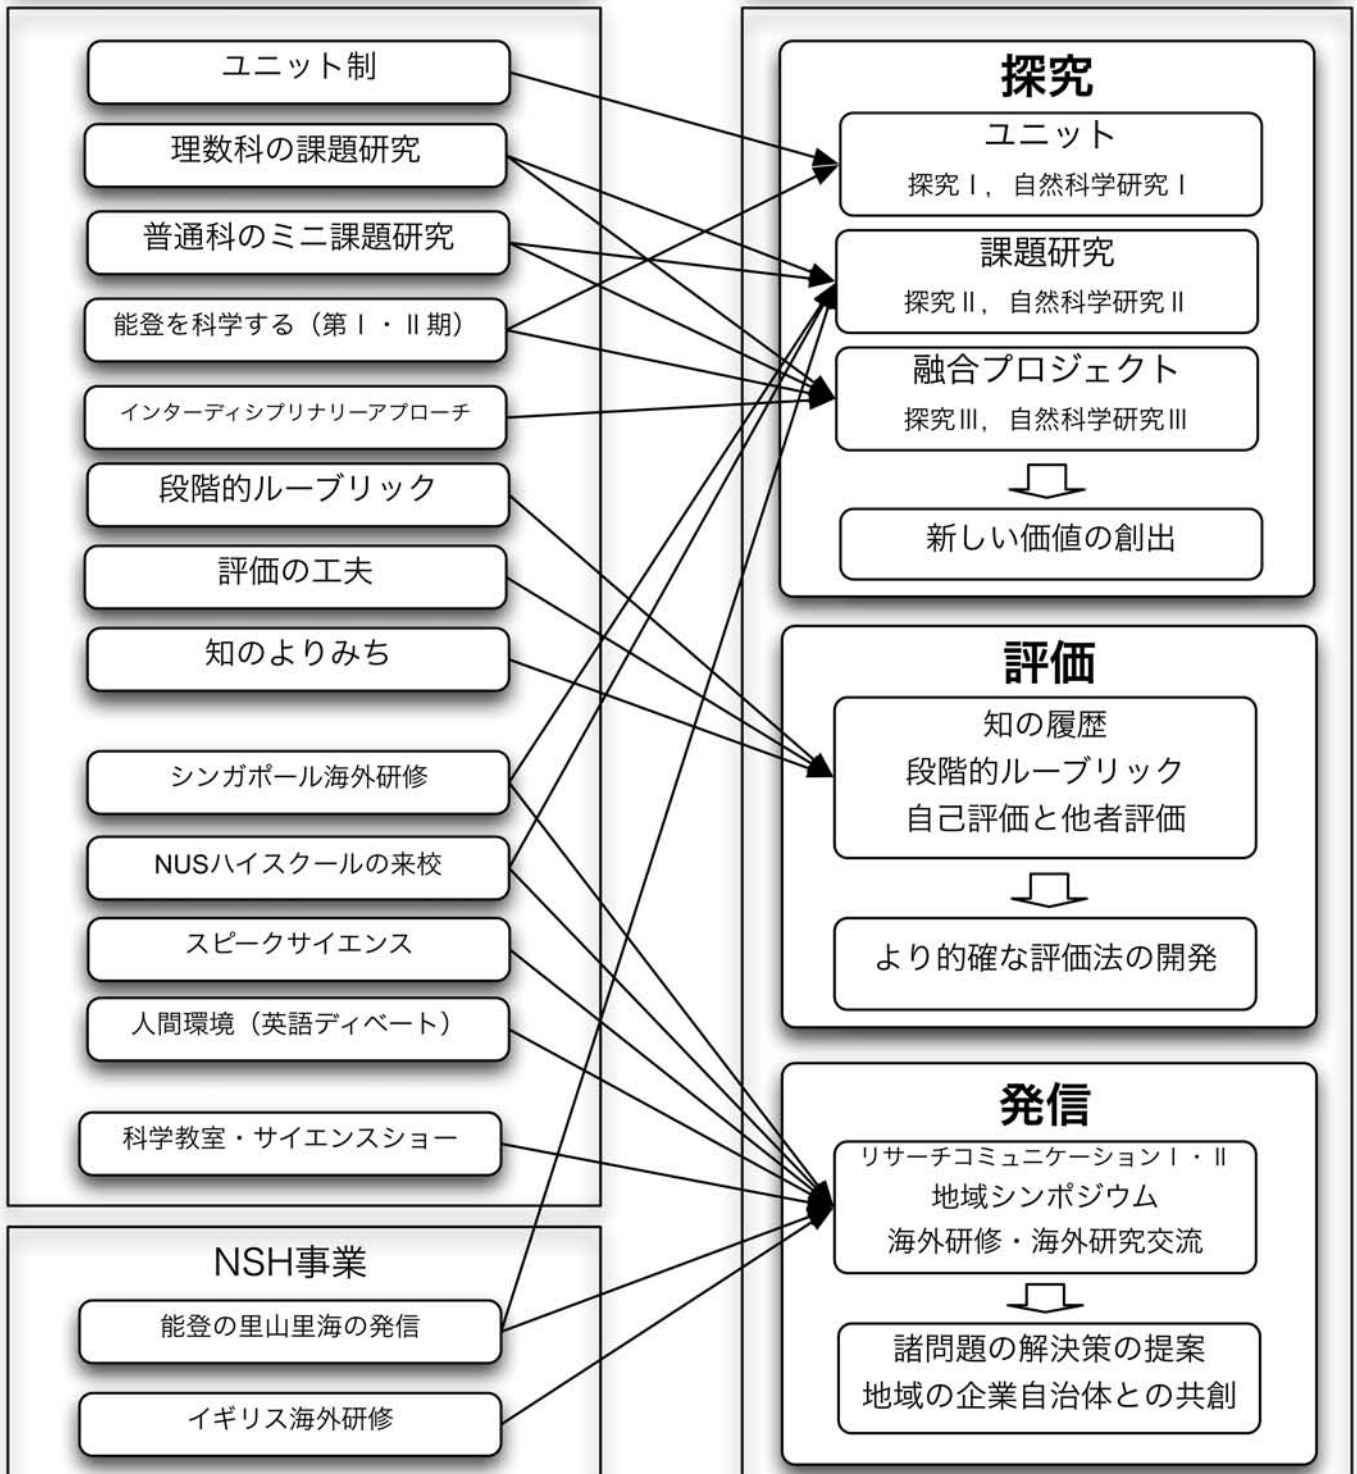 ユニット制
理数科の課題研究
普通科のミニ課題研究
能登を科学する（第Ⅰ・Ⅱ期）
インターディシプリナリーアプローチ
段階的ルーブリック
評価の工夫
知のよりみち
シンガポール海外研修
NUSハイスクールの来校
スピークサイエンス
人間環境（英語ディベート）
科学教室・サイエンスショー
NSH事業
能登の里山里海の発信
イギリス海外研修
探究
ユニット
探究Ⅰ，自然科学研究Ⅰ
課題研究
探究Ⅱ，自然科学研究Ⅱ
融合プロジェクト
探究Ⅲ，自然科学研究Ⅲ
新しい価値の創出
評価
知の履歴
段階的ルーブリック
自己評価と他者評価
より的確な評価法の開発
発信
リサーチコミュニケーションⅠ・Ⅱ
地域シンポジウム
海外研修・海外研究交流
諸問題の解決策の提案
地域の企業自治体との共創